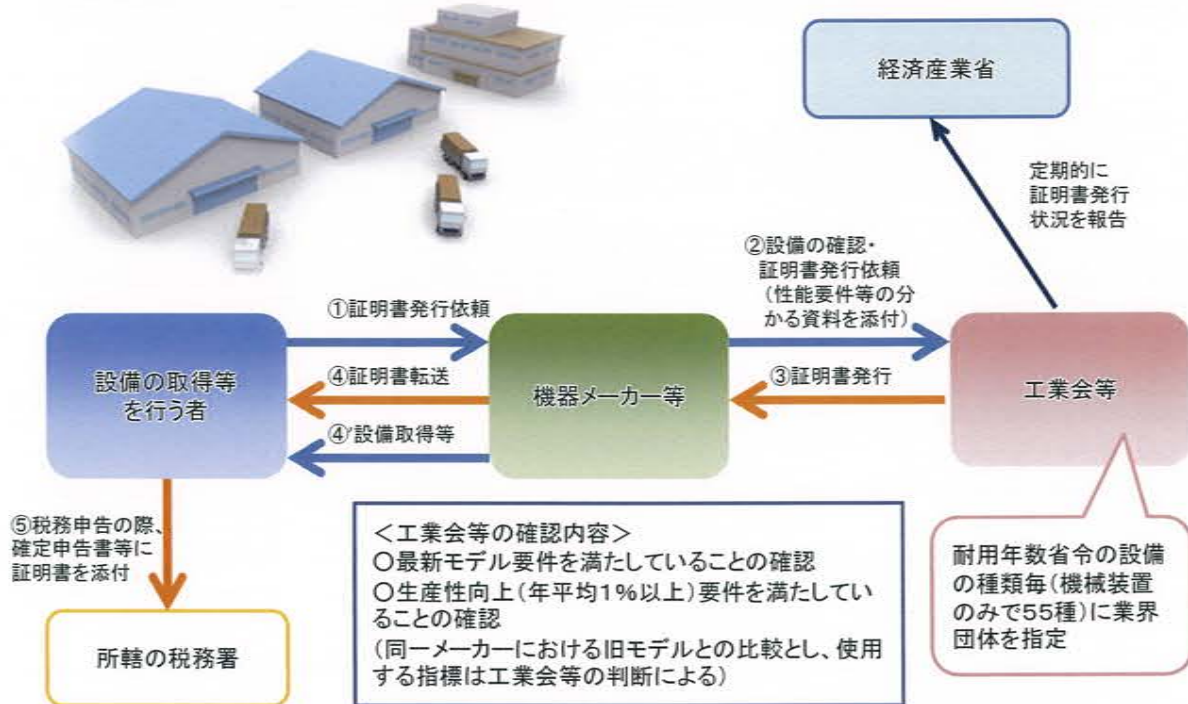 経済産業省
定期的に
証明書発行
状況を報告
②設備の確認・
証明書発行依頼
(性能要件等の分
かる資料を添付)
①証明書発行依頼
設備の取得等
を行う者
④証明書転送
④’設備取得等
機器メーカー等
③証明書発行
工業会等
⑤税務申告の際、
確定申告書等に
証明書を添付
所轄の税務署
<工業会等の確認内容>
○最新モデル要件を満たしていることの確認
○生産性向上(年平均1%以上)要件を満たしてい
ることの確認
(同一メーカーにおける旧モデルとの比較とし、使用
する指標は工業会等の判断による)
耐用年数省令の設備
の種類毎(機械装置
のみで55種)に業界
団体を指定